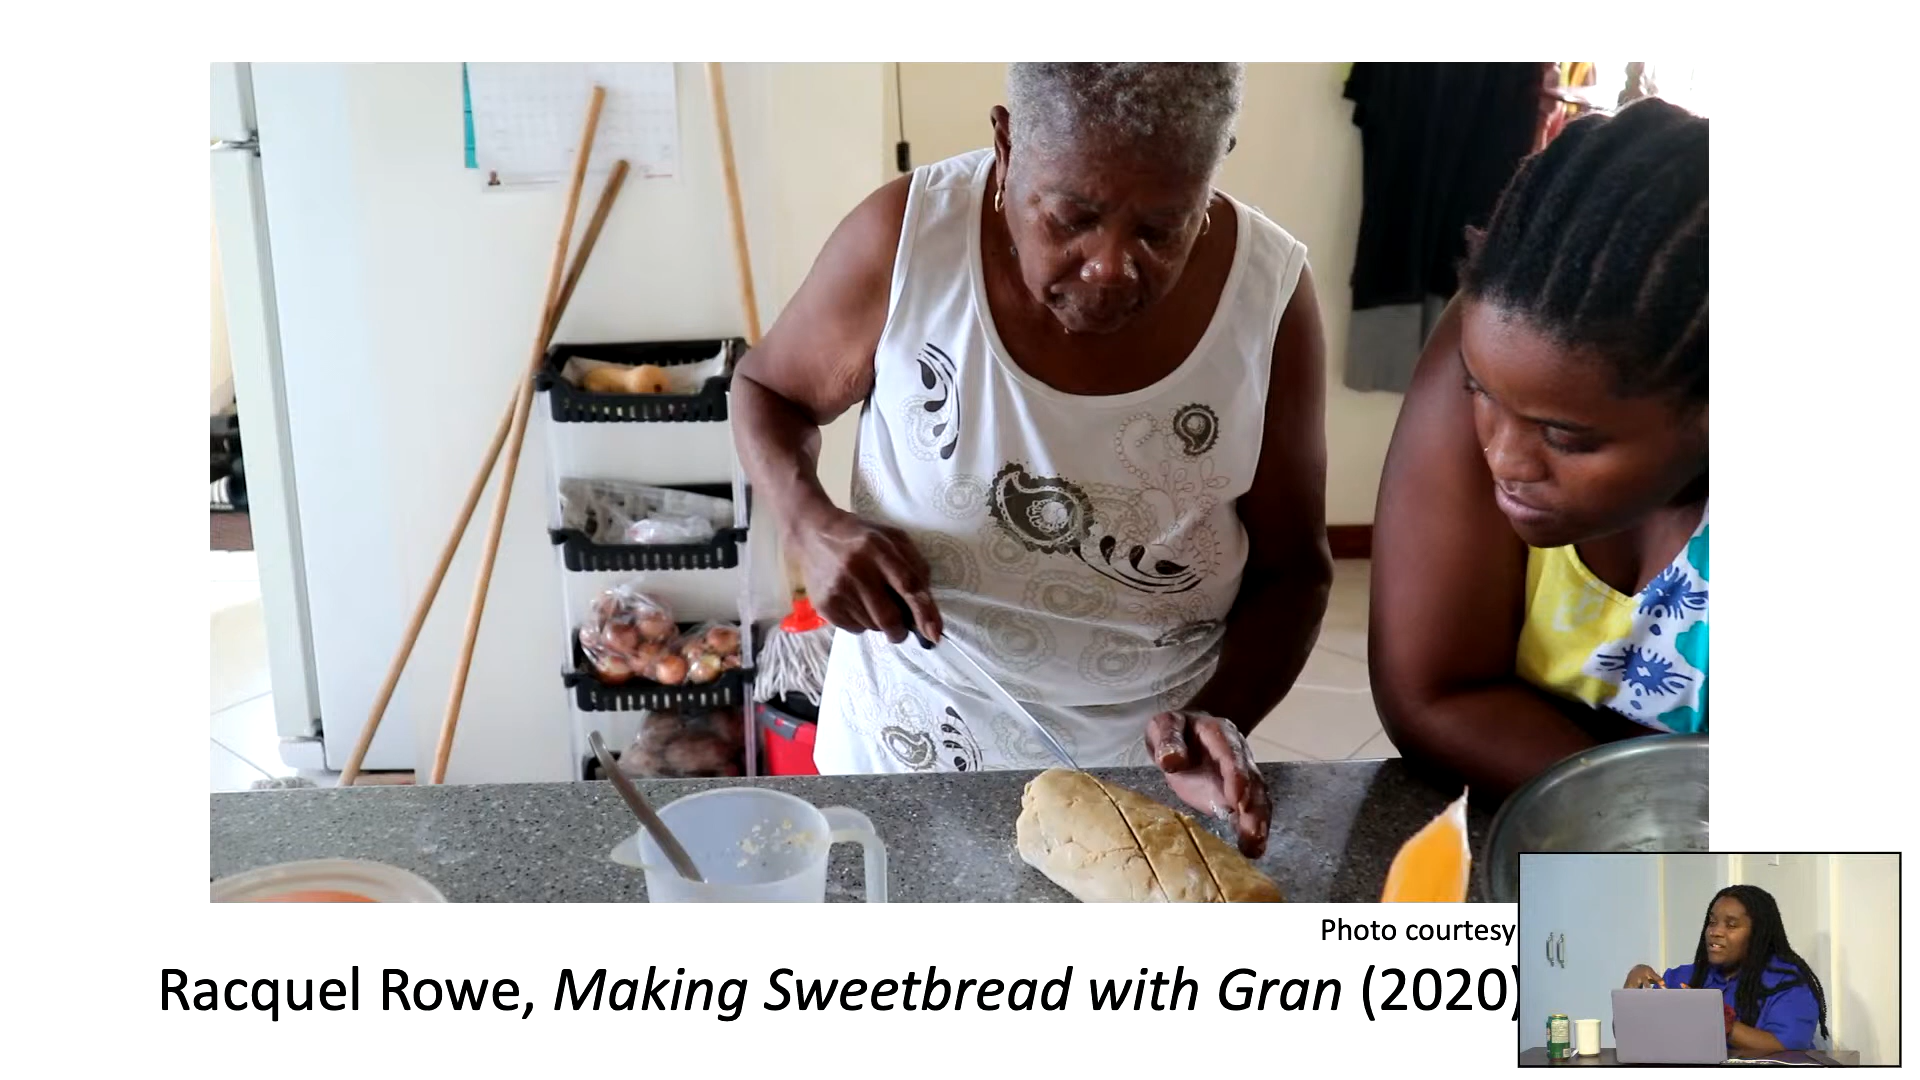 Photo courtesy
Racquel Rowe, Making Sweetbread with Gran (2020)